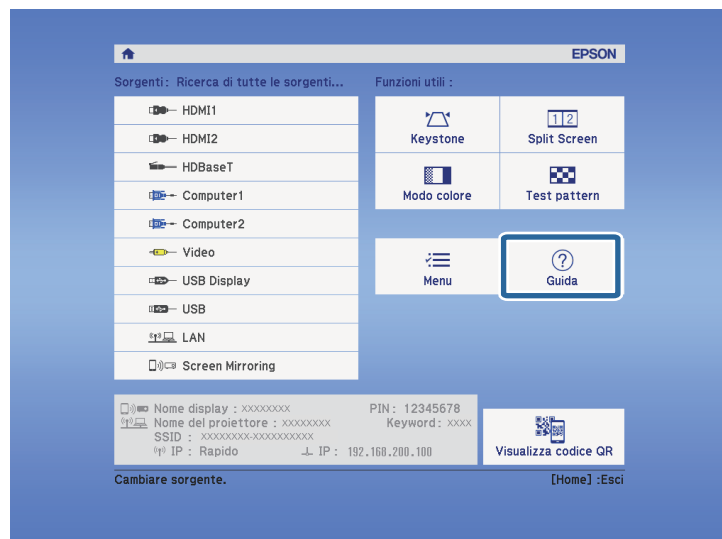 EPSON
Sorgenti: Ricerca di tutte le sorgenti...
HDMI1
HDMI2
HDBaseT
Computer1
Computer2
Video
USB Display
USB
LAN
Screen Mirroring
Funzioni utili :
Keystone
1 2
Split Screen
Modo colore
Test pattern
Menu
?
Guida
Nome display : XXXXXXXX
PIN : 12345678
Nome del proiettore : XXXXXXXX
Keyword : XXXX
SSID : XXXXXXXX-XXXXXXXXXX
IP : Rapido
IP : 192.168.200.100
Visualizza codice QR
Cambiare sorgente.
[Home] :Esci